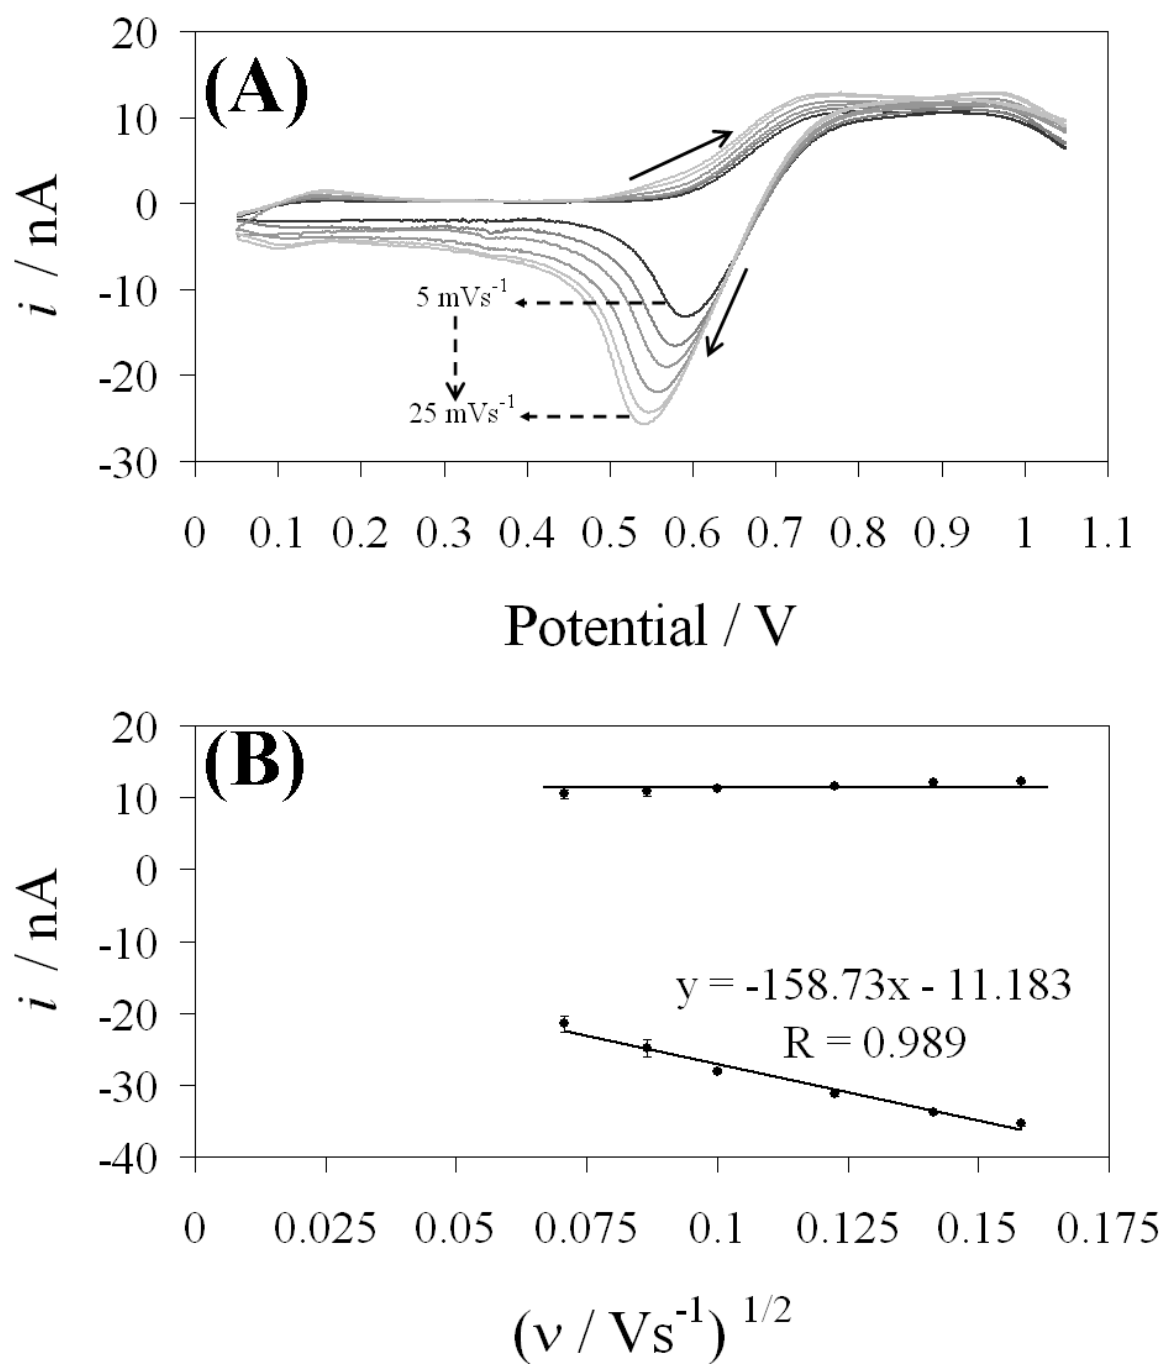 20
(A)
10
0
-10
-20
-30
i / nA
5 mVs-1
25 mVs-1
0 0.1 0.2 0.3 0.4 0.5 0.6 0.7 0.8 0.9 1 1.1
Potential / V
20
(B)
10
0
-10
-20
-30
-40
i / nA
y = -158.73x - 11.183
R = 0.989
0 0.025 0.05 0.075 0.1 0.125 0.15 0.175
(ν / Vs-1) 1/2